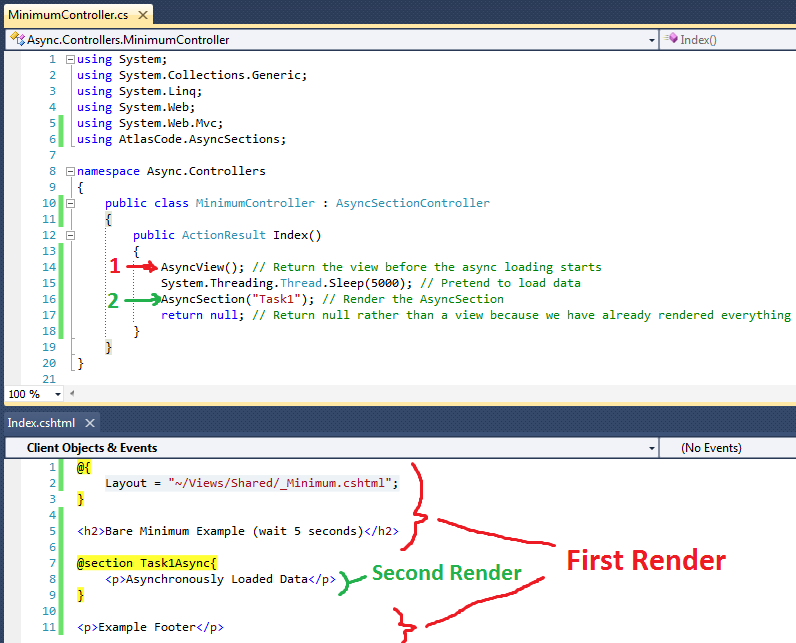 MinimumController.cs
Async.Controllers.MinimumController Index()
1 using System;
2 using System.Collections.Generic;
3 using System.Linq;
4 using System.Web;
5 using System.Web.Mvc;
6 using AtlasCode.AsyncSections;
7
8 namespace Async.Controllers
9 {
10 public class MinimumController : AsyncSectionController
11 {
12 public ActionResult Index()
13 {
1 14 AsyncView(); // Return the view before the async loading starts
15 System.Threading.Thread.Sleep(5000); // Pretend to load data
2 16 AsyncSection("Task1"); // Render the AsyncSection
17 return null; // Return null rather than a view because we have already rendered everything
18 }
19 }
20 }
21
100 %
Index.cshtml
Client Objects & Events (No Events)
1 @{
2 Layout = "~/Views/Shared/_Minimum.cshtml";
3 }
4
5 <h2>Bare Minimum Example (wait 5 seconds)</h2>
6
7 @section Task1Async{
8 <p>Asynchronously Loaded Data</p>
9 }
10
11 <p>Example Footer</p>
First Render
Second Render